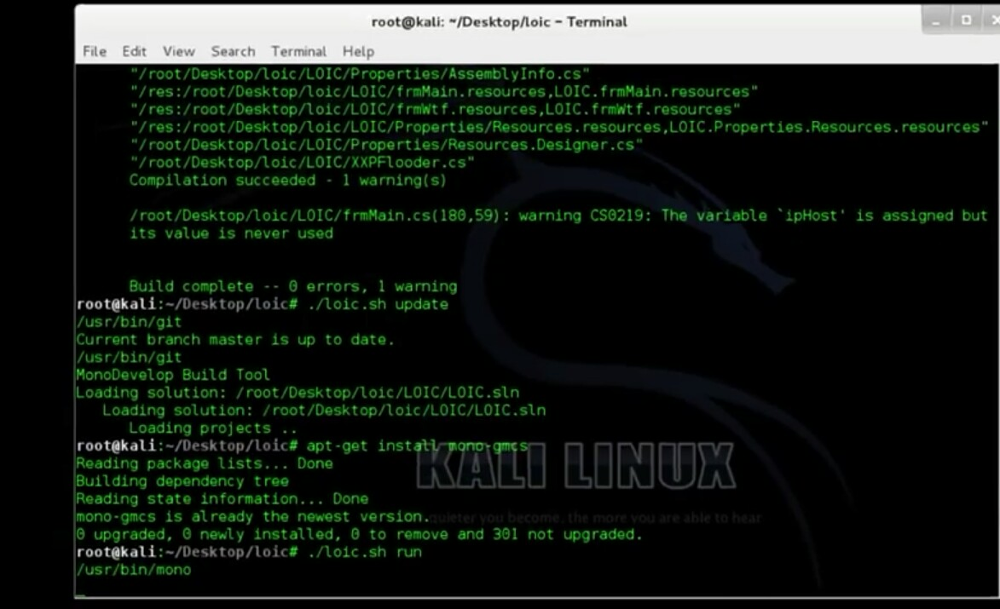 root@kali: ~/Desktop/loic – Terminal
File Edit View Search Terminal Help
"/root/Desktop/loic/LOIC/Properties/AssemblyInfo.cs"
"/res:/root/Desktop/loic/LOIC/frmMain.resources,LOIC.frmMain.resources"
"/res:/root/Desktop/loic/LOIC/frmWtf.resources,LOIC.frmWtf.resources"
"/res:/root/Desktop/loic/LOIC/Properties/Resources.resources,LOIC.Properties.Resources.resources"
"/root/Desktop/loic/LOIC/Properties/Resources.Designer.cs"
"/root/Desktop/loic/LOIC/XXPFlooder.cs"
Compilation succeeded - 1 warning(s)
/root/Desktop/loic/LOIC/frmMain.cs(180,59): warning CS0219: The variable `ipHost' is assigned but
its value is never used
Build complete -- 0 errors, 1 warning
root@kali:~/Desktop/loic# ./loic.sh update
/usr/bin/git
Current branch master is up to date.
/usr/bin/git
MonoDevelop Build Tool
Loading solution: /root/Desktop/loic/LOIC/LOIC.sln
Loading solution: /root/Desktop/loic/LOIC/LOIC.sln
Loading projects ..
root@kali:~/Desktop/loic# apt-get install mono-gmcs
Reading package lists... Done
KALI LINUX
Building dependency tree
Reading state information... Done
mono-gmcs is already the newest version.
quieter you become, the more you are able to hear
0 upgraded, 0 newly installed, 0 to remove and 301 not upgraded.
root@kali:~/Desktop/loic# ./loic.sh run
/usr/bin/mono